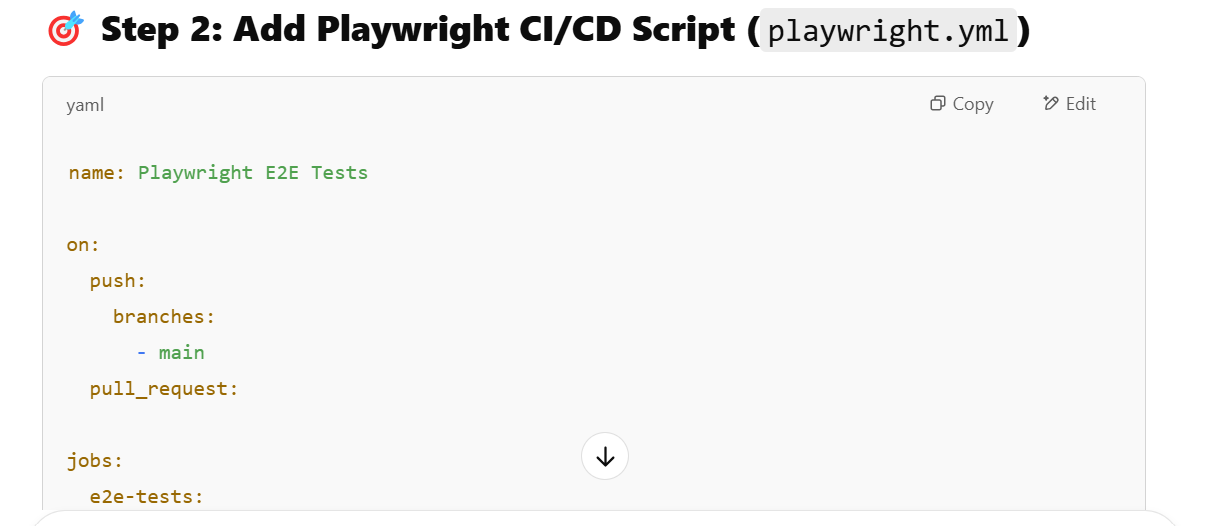 🎯 Step 2: Add Playwright CI/CD Script (playwright.yml)
yaml
Copy
Edit
name: Playwright E2E Tests
on:
  push:
    branches:
      - main
  pull_request:
jobs:
  e2e-tests: